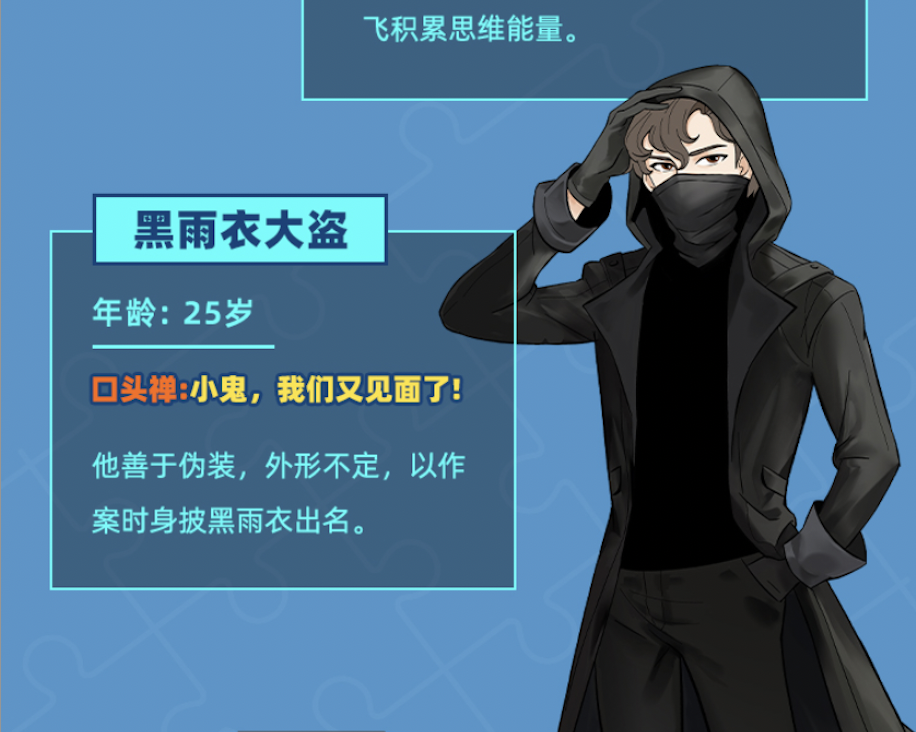 飞积累思维能量。
黑雨衣大盗
年龄：25岁
口头禅:小鬼，我们又见面了!
他善于伪装，外形不定，以作
案时身披黑雨衣出名。